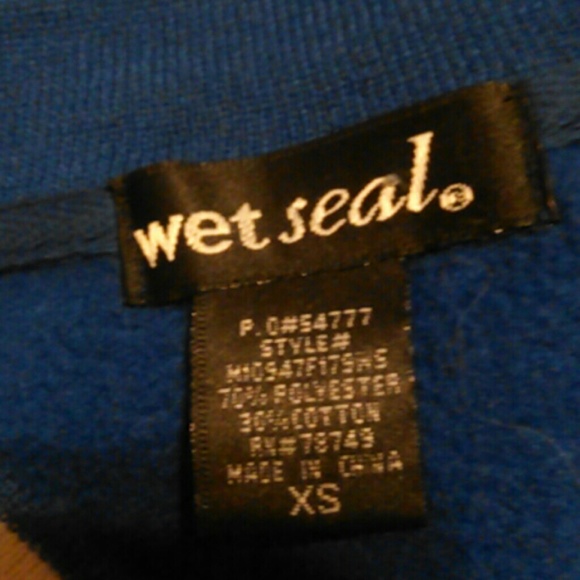 wet seal®
P.O#54777
STYLE#
M10947F179HS
70% POLYESTER
30% COTTON
RN#78749
MADE IN CHINA
XS